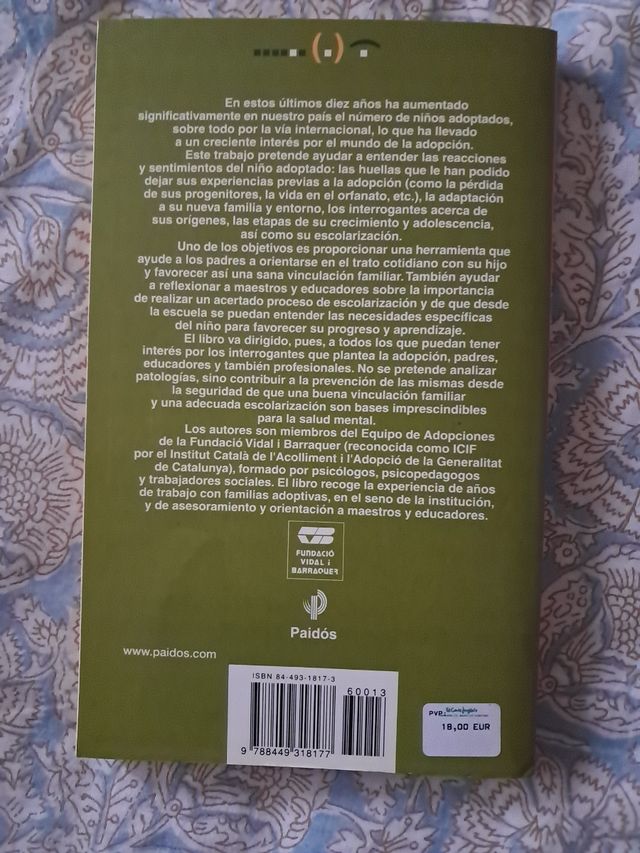 En estos últimos diez años ha aumentado
significativamente en nuestro país el número de niños adoptados,
sobre todo por la vía internacional, lo que ha llevado
a un creciente interés por el mundo de la adopción.
Este trabajo pretende ayudar a entender las reacciones
y sentimientos del niño adoptado: las huellas que le han podido
dejar sus experiencias previas a la adopción (como la pérdida
de sus progenitores, la vida en el orfanato, etc.), la adaptación
a su nueva familia y entorno, los interrogantes acerca de
sus orígenes, las etapas de su crecimiento y adolescencia,
así como su escolarización.
Uno de los objetivos es proporcionar una herramienta que
ayude a los padres a orientarse en el trato cotidiano con su hijo
y favorecer así una sana vinculación familiar. También ayudar
a reflexionar a maestros y educadores sobre la importancia
de realizar un acertado proceso de escolarización y de que desde
la escuela se puedan entender las necesidades específicas
del niño para favorecer su progreso y aprendizaje.
El libro va dirigido, pues, a todos los que puedan tener
interés por los interrogantes que plantea la adopción, padres,
educadores y también profesionales. No se pretende analizar
patologías, sino contribuir a la prevención de las mismas desde
la seguridad de que una buena vinculación familiar
y una adecuada escolarización son bases imprescindibles
para la salud mental.
Los autores son miembros del Equipo de Adopciones
de la Fundació Vidal i Barraquer (reconocida como ICIF
por el Institut Català de l'Acolliment i l'Adopció de la Generalitat
de Catalunya), formado por psicólogos, psicopedagogos
y trabajadores sociales. El libro recoge la experiencia de años
de trabajo con familias adoptivas, en el seno de la institución,
y de asesoramiento y orientación a maestros y educadores.
FUNDACIÓ
VIDAL i
BARRAQUER
Paidós
www.paidos.com
ISBN 84-493-1817-3
60013
9 788449 318177
PVP. El Corte Inglés
18,00 EUR